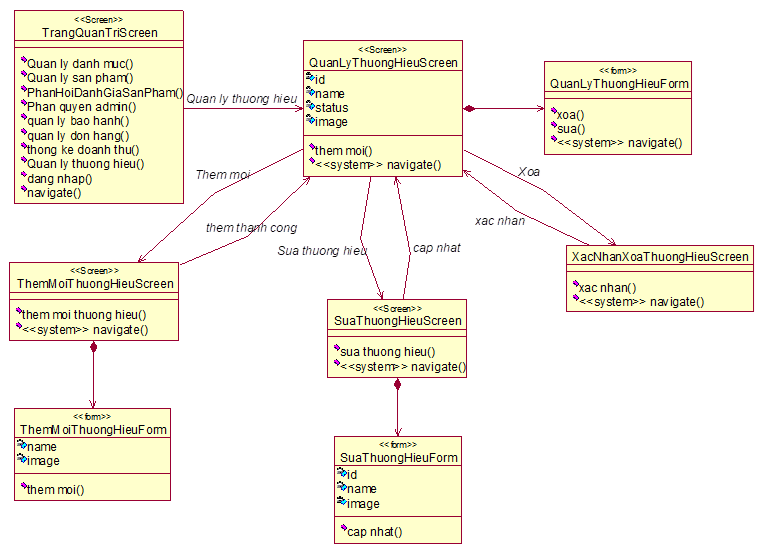 <<Screen>>
TrangQuanTriScreen
Quan ly danh muc()
Quan ly san pham()
PhanHoiDanhGiaSanPham()
Phan quyen admin()
quan ly bao hanh()
quan ly don hang()
thong ke doanh thu()
Quan ly thuong hieu()
dang nhap()
navigate()
Quan ly thuong hieu
<<Screen>>
QuanLyThuongHieuScreen
id
name
status
image
them moi()
<<system>> navigate()
<<form>>
QuanLyThuongHieuForm
xoa()
sua()
<<system>> navigate()
Them moi
them thanh cong
Sua thuong hieu
cap nhat
Xoa
xac nhan
<<Screen>>
ThemMoiThuongHieuScreen
them moi thuong hieu()
<<system>> navigate()
<<Screen>>
SuaThuongHieuScreen
sua thuong hieu()
<<system>> navigate()
XacNhanXoaThuongHieuScreen
xac nhan()
<<system>> navigate()
<<form>>
ThemMoiThuongHieuForm
name
image
them moi()
<<form>>
SuaThuongHieuForm
id
name
image
cap nhat()